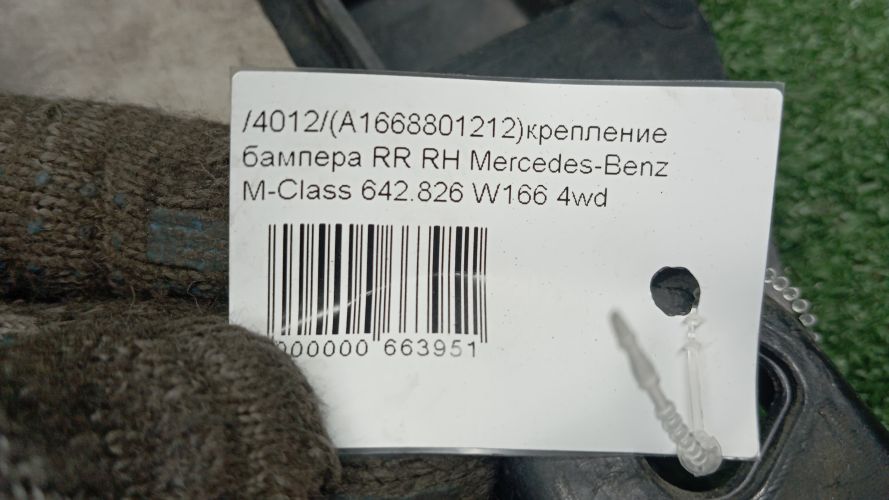 /4012/(A1668801212)крепление
бампера RR RH Mercedes-Benz
M-Class 642.826 W166 4wd
000000 663951